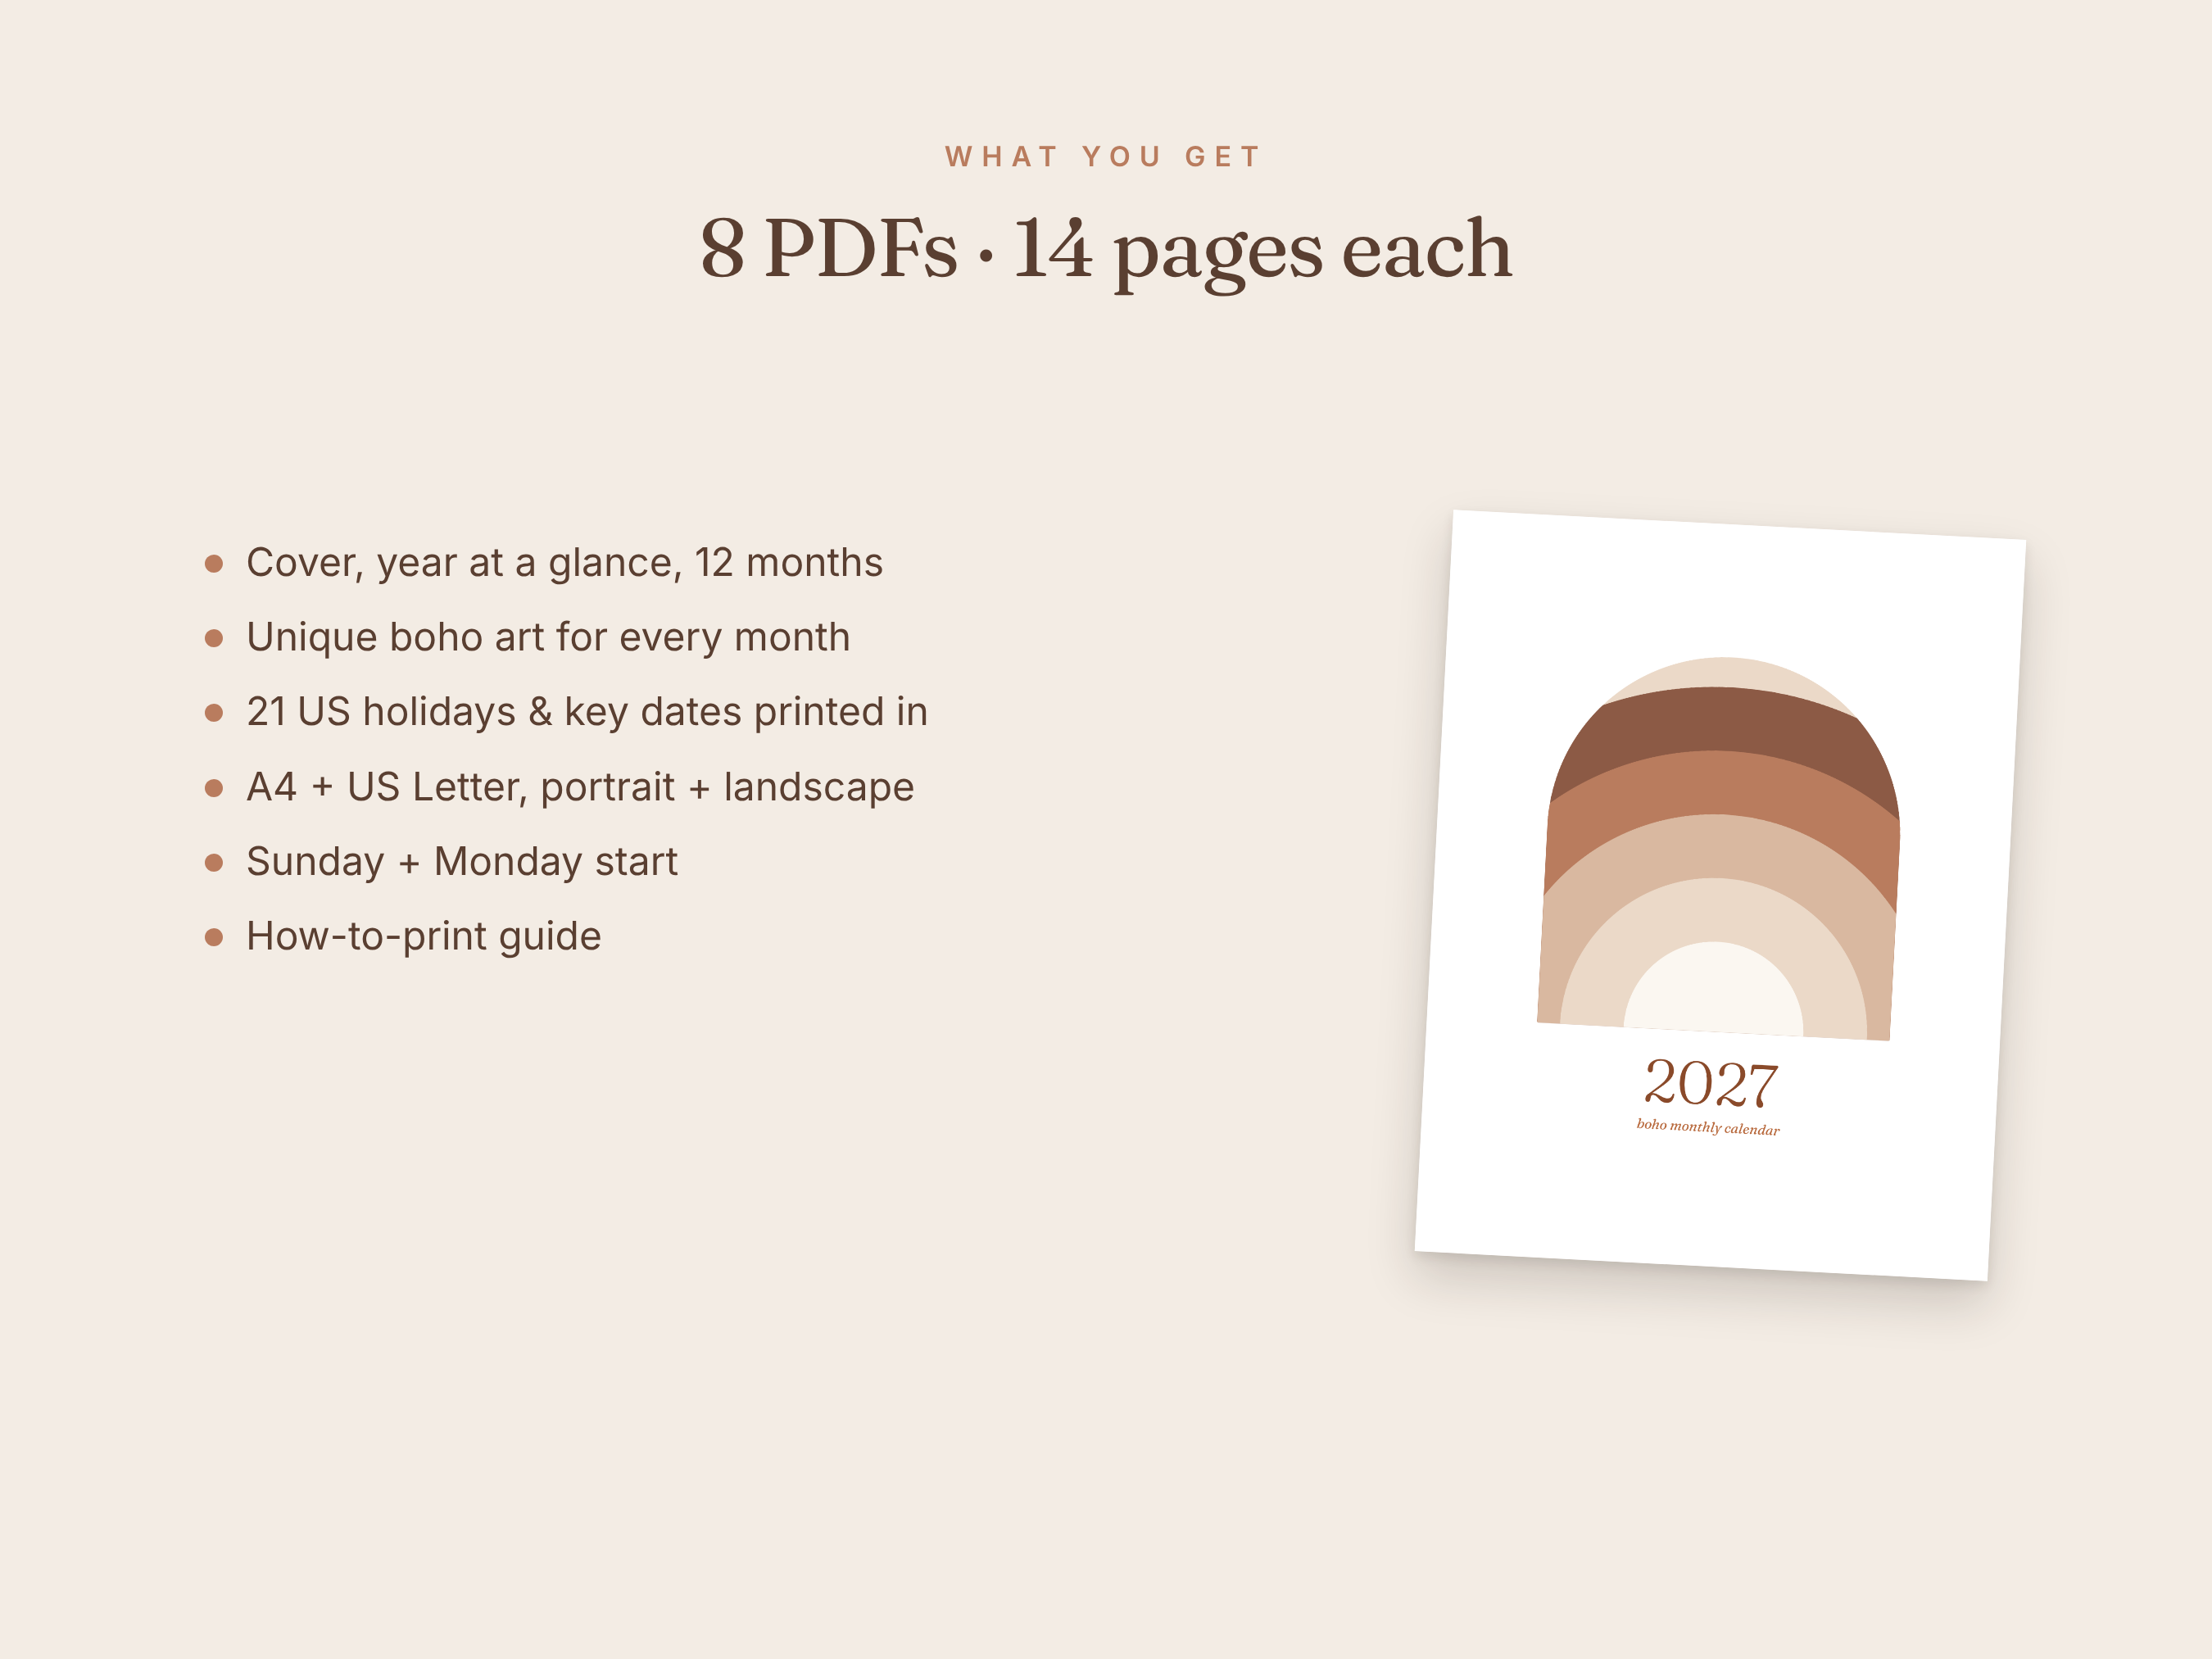 WHAT YOU GET
8 PDFs · 14 pages each
Cover, year at a glance, 12 months
Unique boho art for every month
21 US holidays & key dates printed in
A4 + US Letter, portrait + landscape
Sunday + Monday start
How-to-print guide
2027
boho monthly calendar